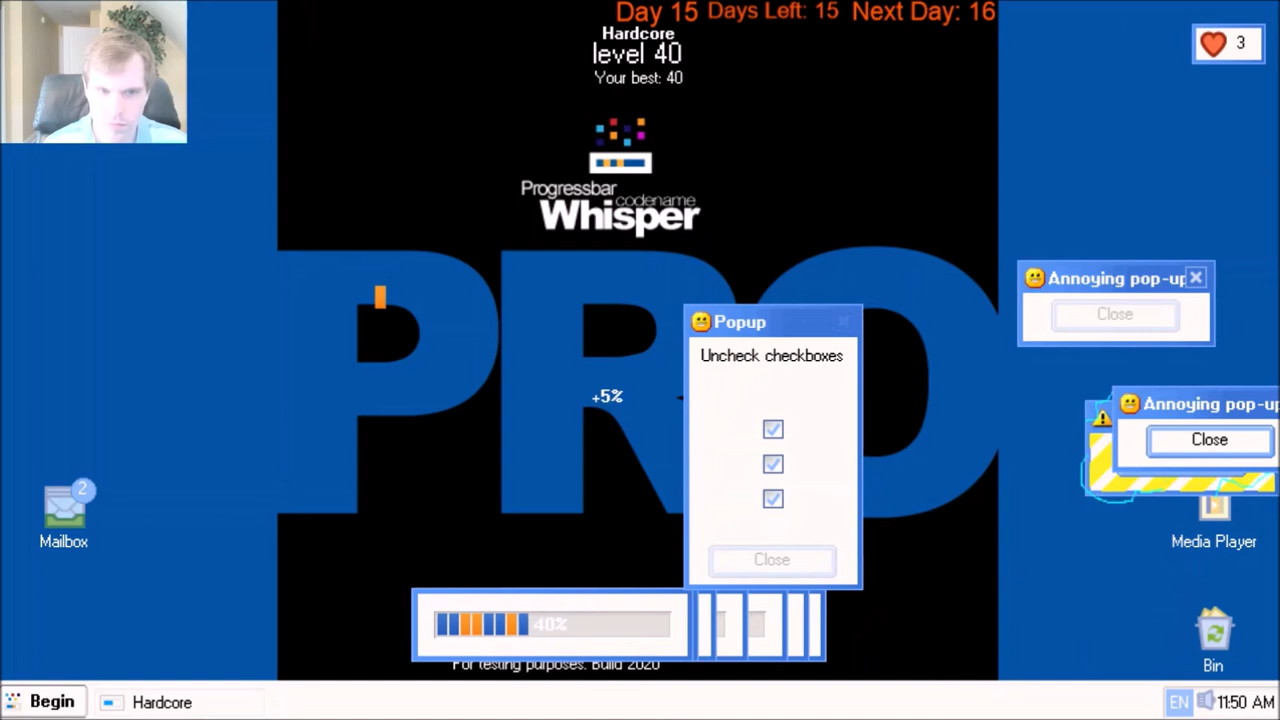 Day 15 Days Left: 15 Next Day: 16
Hardcore
level 40
Your best: 40
3
Progressbar
codename
Whisper
PRO
Annoying pop-up
Close
Popup
Uncheck checkboxes
+5%
Annoying pop-up
Close
2
Mailbox
Media Player
Close
40%
For testing purposes. Build 2020
Bin
Begin
Hardcore
EN
11:50 AM